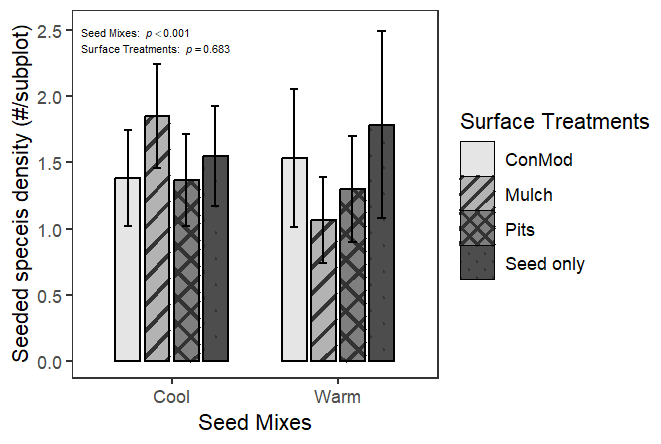 Seed Mixes: p < 0.001
Surface Treatments: p = 0.683
2.5
2.0
1.5
1.0
0.5
0.0
Seeded speceis density (#/subplot)
Cool
Warm
Seed Mixes
Surface Treatments
ConMod
Mulch
Pits
Seed only